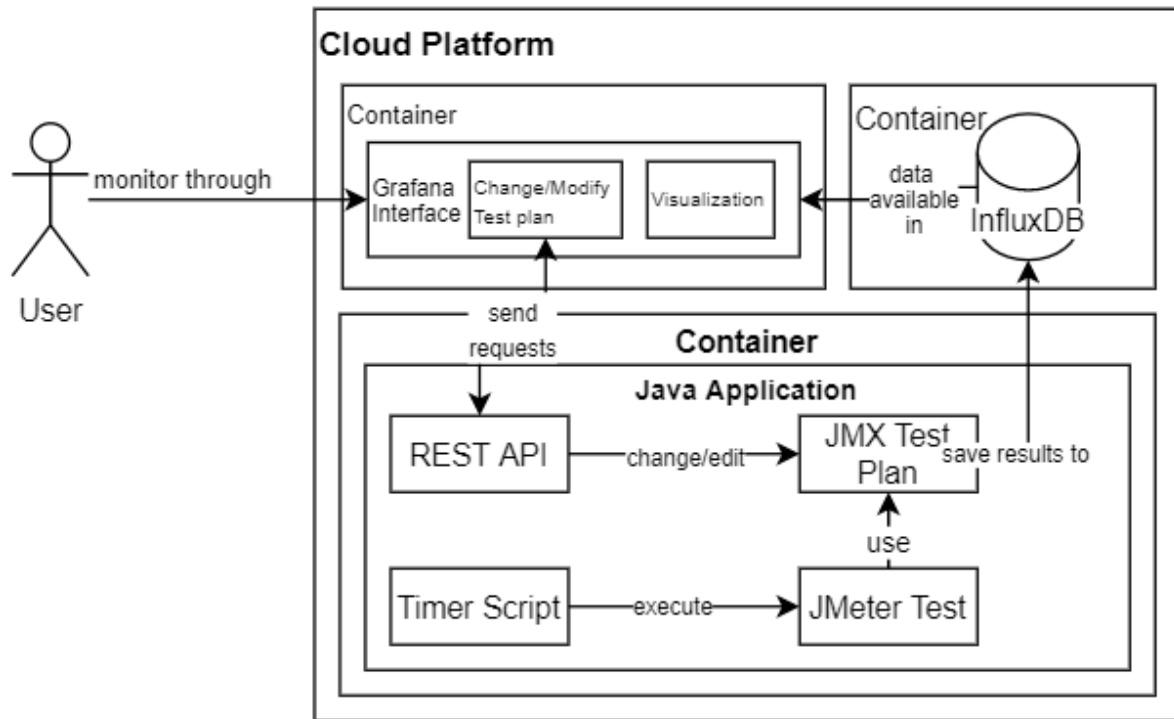 Cloud Platform
Container
Container
monitor through
Grafana
Interface
Change/Modify
Test plan
Visualization
data
available
in
InfluxDB
User
send
requests
Container
Java Application
REST API
change/edit
JMX Test
Plan
save results to
use
Timer Script
execute
JMeter Test